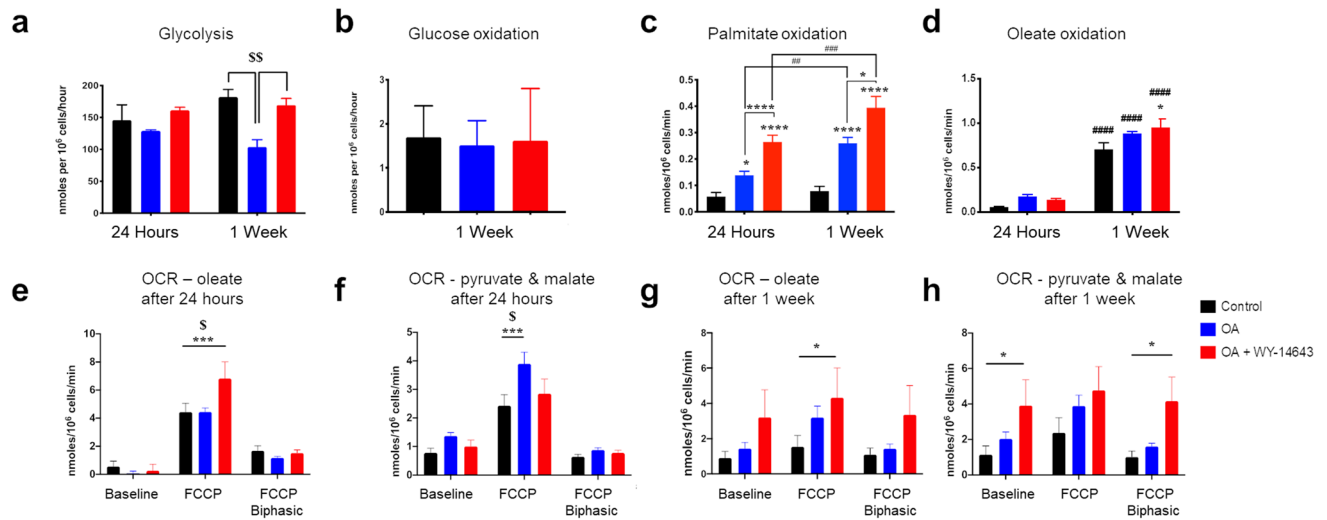 a
Glycolysis
$$
nmoles per 10⁶ cells/hour
200
150
100
50
0
24 Hours
1 Week
b
Glucose oxidation
nmoles per 10⁶ cells/hour
3
2
1
0
1 Week
c
Palmitate oxidation
###
##
*
****
****
****
****
*
nmoles/10⁶ cells/min
0.5
0.4
0.3
0.2
0.1
0.0
24 Hours
1 Week
d
Oleate oxidation
####
####
####
*
nmoles/10⁶ cells/min
1.5
1.0
0.5
0.0
24 Hours
1 Week
e
OCR – oleate
after 24 hours
$
***
nmoles/10⁶ cells/min
10
8
6
4
2
0
Baseline
FCCP
FCCP
Biphasic
f
OCR - pyruvate & malate
after 24 hours
$
***
nmoles/10⁶ cells/min
5
4
3
2
1
0
Baseline
FCCP
FCCP
Biphasic
g
OCR – oleate
after 1 week
*
nmoles/10⁶ cells/min
8
6
4
2
0
Baseline
FCCP
FCCP
Biphasic
h
OCR - pyruvate & malate
after 1 week
*
*
nmoles/10⁶ cells/min
8
6
4
2
0
Baseline
FCCP
FCCP
Biphasic
Control
OA
OA + WY-14643